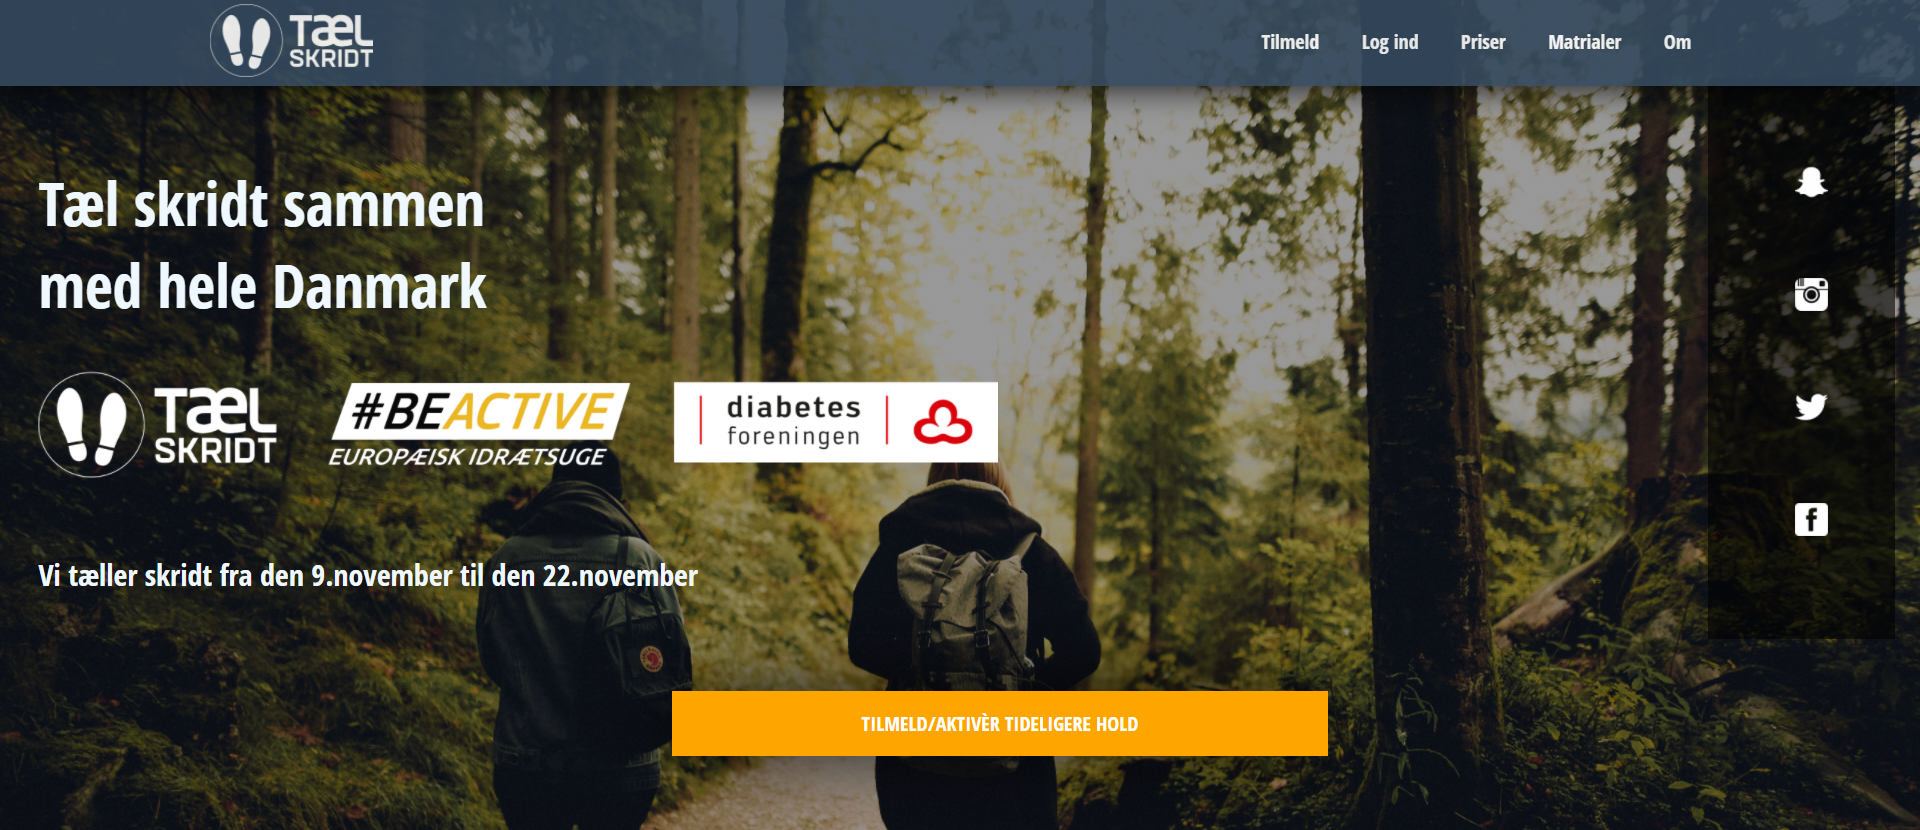 TÆL
SKRIDT
Tilmeld
Log ind
Priser
Matrialer
Om
Tæl skridt sammen
med hele Danmark
TÆL
SKRIDT
#BEACTIVE
EUROPÆISK IDRÆTSUGE
diabetes
foreningen
Vi tæller skridt fra den 9.november til den 22.november
TILMELD/AKTIVÈR TIDELIGERE HOLD